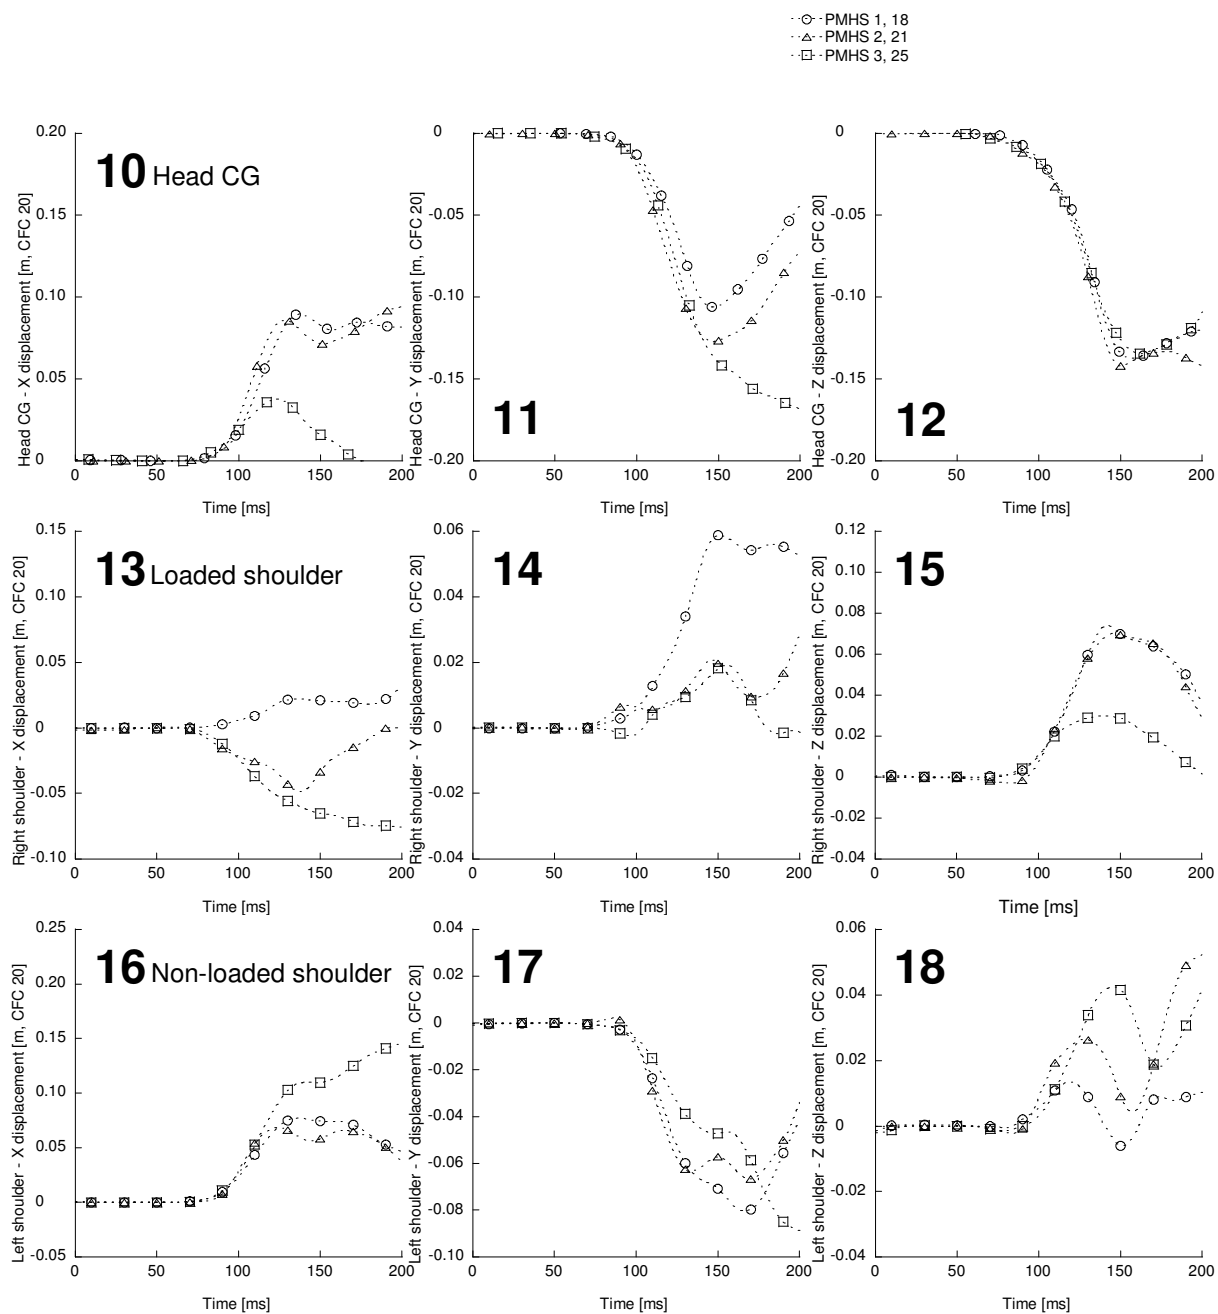 PMHS 1, 18
PMHS 2, 21
PMHS 3, 25
10 Head CG
Head CG - X displacement [m, CFC 20]
0.20
0.15
0.10
0.05
0
0 50 100 150 200
Time [ms]
11
Head CG - Y displacement [m, CFC 20]
0
-0.05
-0.10
-0.15
-0.20
0 50 100 150 200
Time [ms]
12
Head CG - Z displacement [m, CFC 20]
0
-0.05
-0.10
-0.15
-0.20
0 50 100 150 200
Time [ms]
13 Loaded shoulder
Right shoulder - X displacement [m, CFC 20]
0.15
0.10
0.05
0
-0.05
-0.10
0 50 100 150 200
Time [ms]
14
Right shoulder - Y displacement [m, CFC 20]
0.06
0.04
0.02
0
-0.02
-0.04
0 50 100 150 200
Time [ms]
15
Right shoulder - Z displacement [m, CFC 20]
0.12
0.10
0.08
0.06
0.04
0.02
0
-0.02
-0.04
0 50 100 150 200
Time [ms]
16 Non-loaded shoulder
Left shoulder - X displacement [m, CFC 20]
0.25
0.20
0.15
0.10
0.05
0
-0.05
0 50 100 150 200
Time [ms]
17
Left shoulder - Y displacement [m, CFC 20]
0.04
0.02
0
-0.02
-0.04
-0.06
-0.08
-0.10
0 50 100 150 200
Time [ms]
18
Left shoulder - Z displacement [m, CFC 20]
0.06
0.04
0.02
0
-0.02
-0.04
0 50 100 150 200
Time [ms]